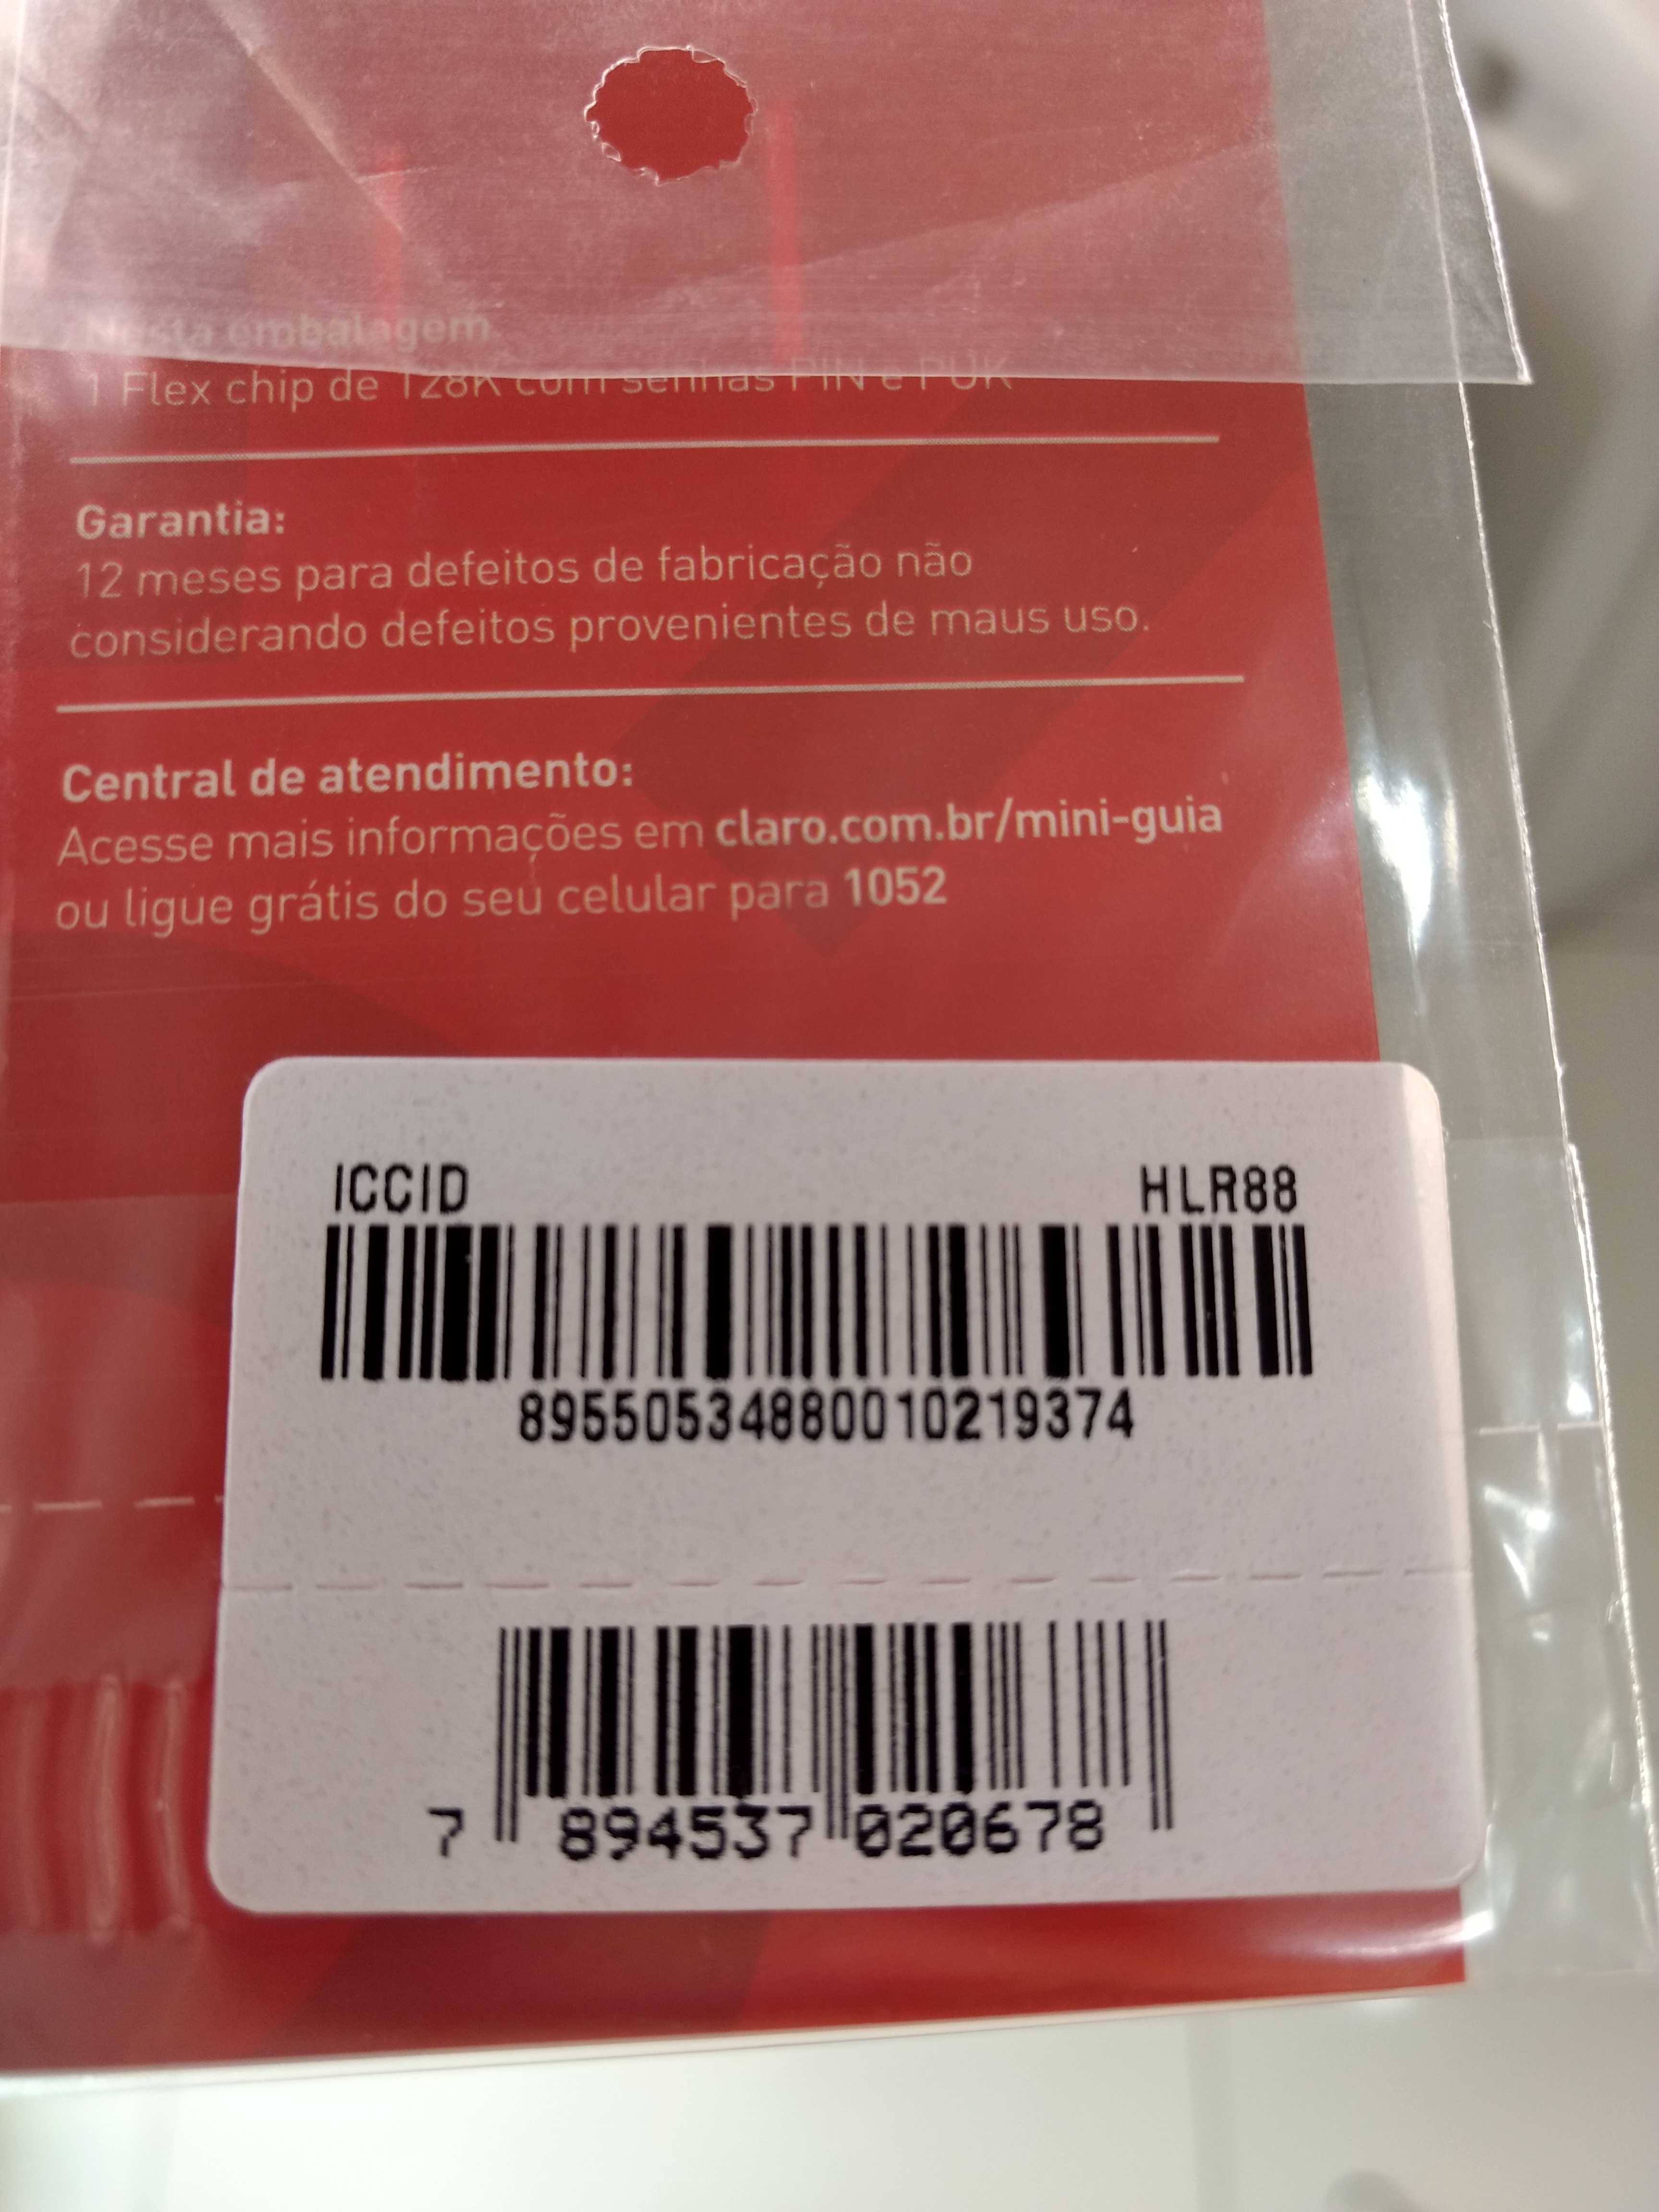 Nesta embalagem
1 Flex chip de 128K com senhas PIN e PUK
Garantia:
12 meses para defeitos de fabricação não
considerando defeitos provenientes de maus uso.
Central de atendimento:
Acesse mais informações em claro.com.br/mini-guia
ou ligue grátis do seu celular para 1052
ICCID HLR88
89550534880010219374
7 894537 020678